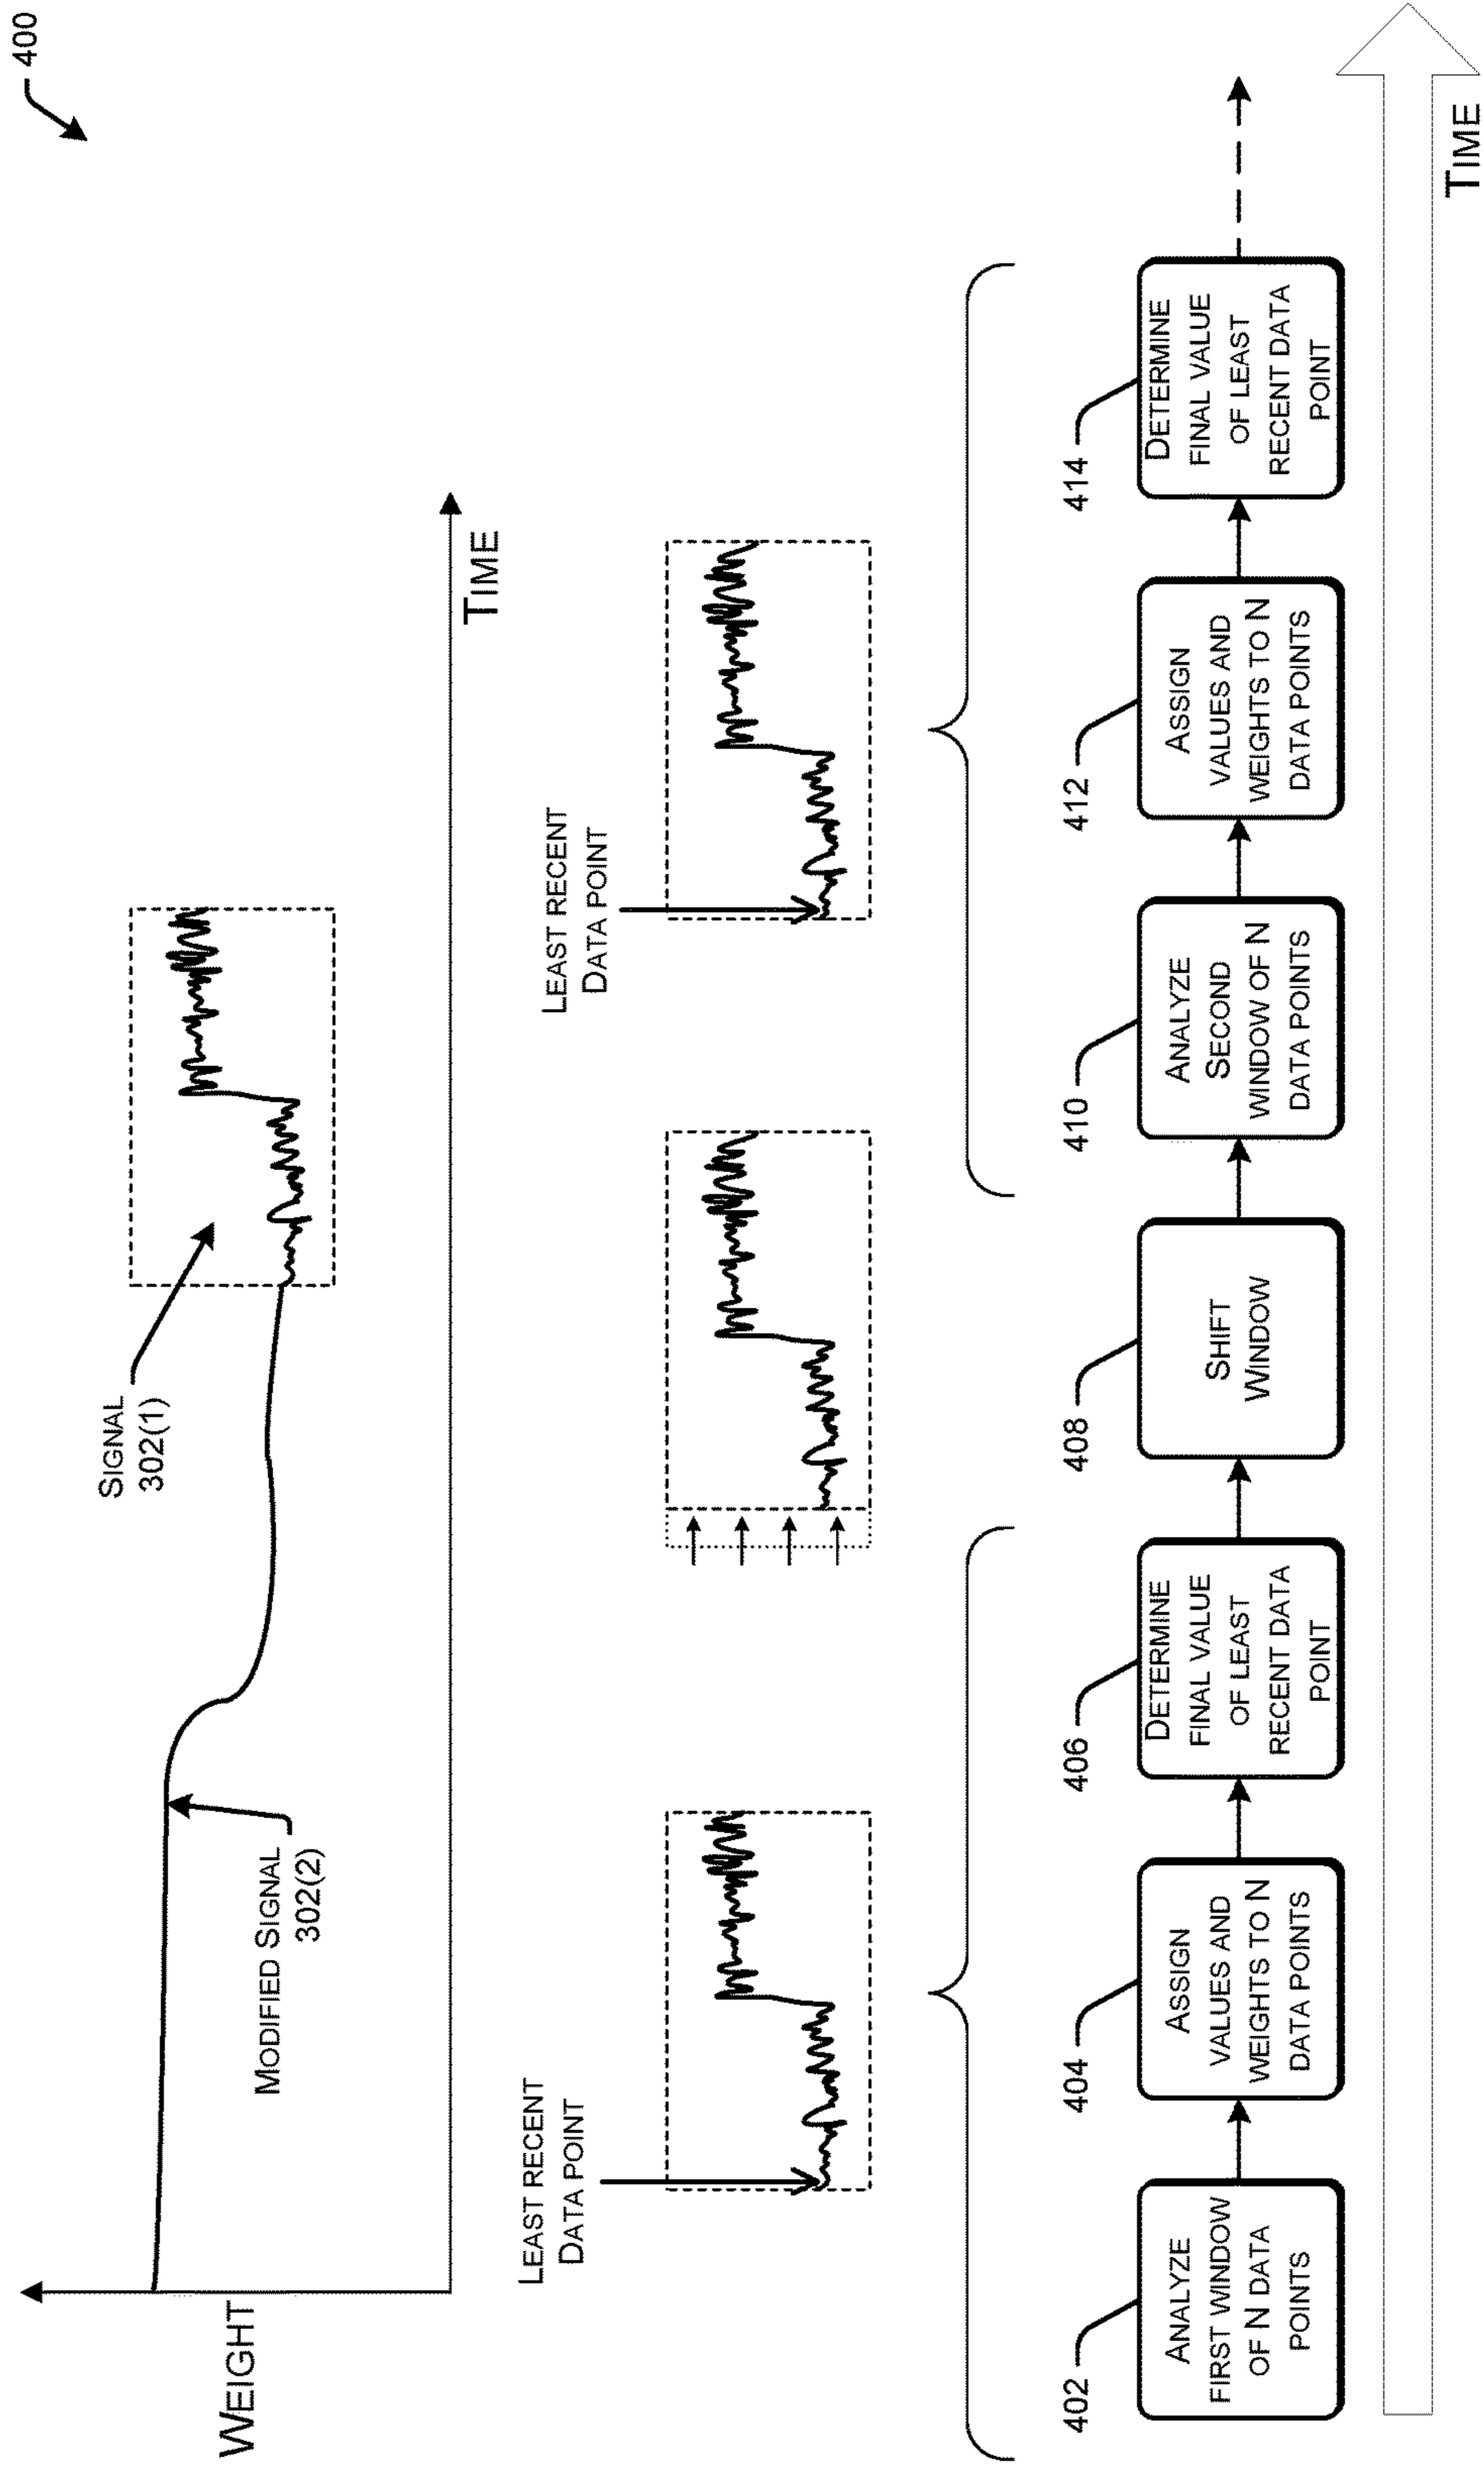 400
WEIGHT
SIGNAL
302(1)
MODIFIED SIGNAL
302(2)
TIME
LEAST RECENT
DATA POINT
LEAST RECENT
DATA POINT
402
ANALYZE
FIRST WINDOW
OF N DATA
POINTS
404
ASSIGN
VALUES AND
WEIGHTS TO N
DATA POINTS
406
DETERMINE
FINAL VALUE
OF LEAST
RECENT DATA
POINT
408
SHIFT
WINDOW
410
ANALYZE
SECOND
WINDOW OF N
DATA POINTS
412
ASSIGN
VALUES AND
WEIGHTS TO N
DATA POINTS
414
DETERMINE
FINAL VALUE
OF LEAST
RECENT DATA
POINT
TIME